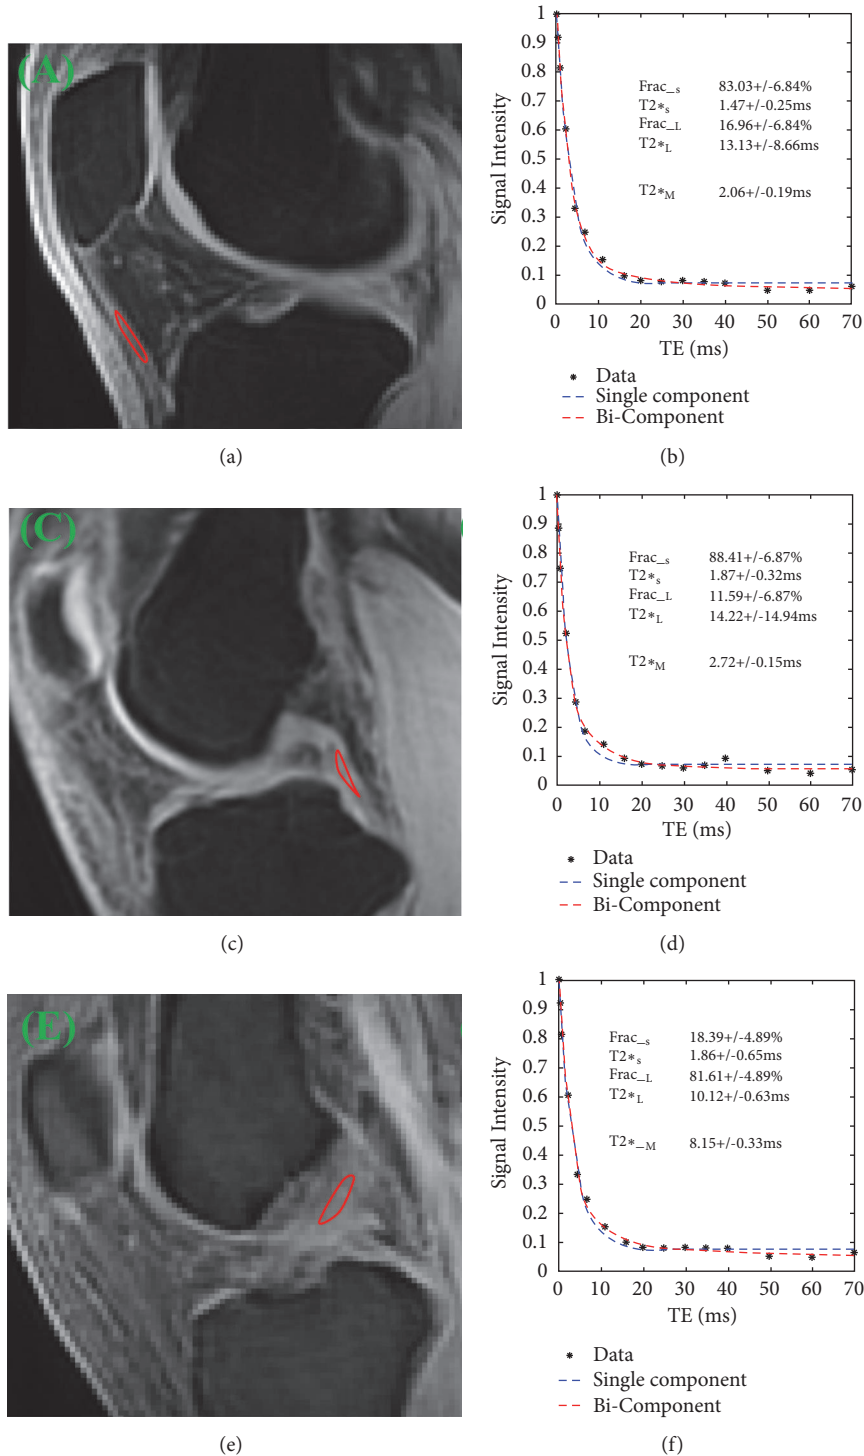 (A)
1
0.9
0.8
0.7
0.6
0.5
0.4
0.3
0.2
0.1
0
Signal Intensity
Frac_s 83.03+/-6.84%
T2*s 1.47+/-0.25ms
Frac_L 16.96+/-6.84%
T2*L 13.13+/-8.66ms
T2*M 2.06+/-0.19ms
0 10 20 30 40 50 60 70
TE (ms)
Data
Single component
Bi-Component
(a) (b)
(C)
1
0.9
0.8
0.7
0.6
0.5
0.4
0.3
0.2
0.1
0
Signal Intensity
Frac_s 88.41+/-6.87%
T2*s 1.87+/-0.32ms
Frac_L 11.59+/-6.87%
T2*L 14.22+/-14.94ms
T2*M 2.72+/-0.15ms
0 10 20 30 40 50 60 70
TE (ms)
Data
Single component
Bi-Component
(c) (d)
(E)
1
0.9
0.8
0.7
0.6
0.5
0.4
0.3
0.2
0.1
0
Signal Intensity
Frac_s 18.39+/-4.89%
T2*s 1.86+/-0.65ms
Frac_L 81.61+/-4.89%
T2*L 10.12+/-0.63ms
T2*_M 8.15+/-0.33ms
0 10 20 30 40 50 60 70
TE (ms)
Data
Single component
Bi-Component
(e) (f)